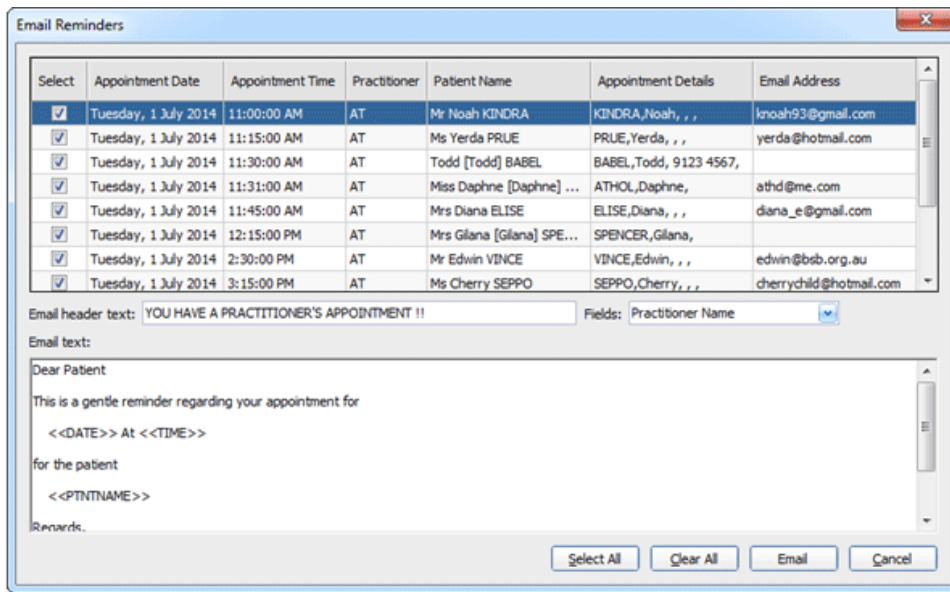 Email Reminders
Select Appointment Date Appointment Time Practitioner Patient Name Appointment Details Email Address
Tuesday, 1 July 2014 11:00:00 AM AT Mr Noah KINDRA KINDRA,Noah, , , knoah93@gmail.com
Tuesday, 1 July 2014 11:15:00 AM AT Ms Yerda PRUE PRUE,Yerda, , , yerda@hotmail.com
Tuesday, 1 July 2014 11:30:00 AM AT Todd [Todd] BABEL BABEL,Todd, 9123 4567,
Tuesday, 1 July 2014 11:31:00 AM AT Miss Daphne [Daphne] ... ATHOL,Daphne, athd@me.com
Tuesday, 1 July 2014 11:45:00 AM AT Mrs Diana ELISE ELISE,Diana, , , diana_e@gmail.com
Tuesday, 1 July 2014 12:15:00 PM AT Mrs Gilana [Gilana] SPE... SPENCER,Gilana,
Tuesday, 1 July 2014 2:30:00 PM AT Mr Edwin VINCE VINCE,Edwin, , , edwin@bsb.org.au
Tuesday, 1 July 2014 3:15:00 PM AT Ms Cherry SEPPO SEPPO,Cherry, , , cherrychild@hotmail.com
Email header text: YOU HAVE A PRACTITIONER'S APPOINTMENT !! Fields: Practitioner Name
Email text:
Dear Patient
This is a gentle reminder regarding your appointment for
<<DATE>> At <<TIME>>
for the patient
<<PTNTNAME>>
Regards,
Select All Clear All Email Cancel